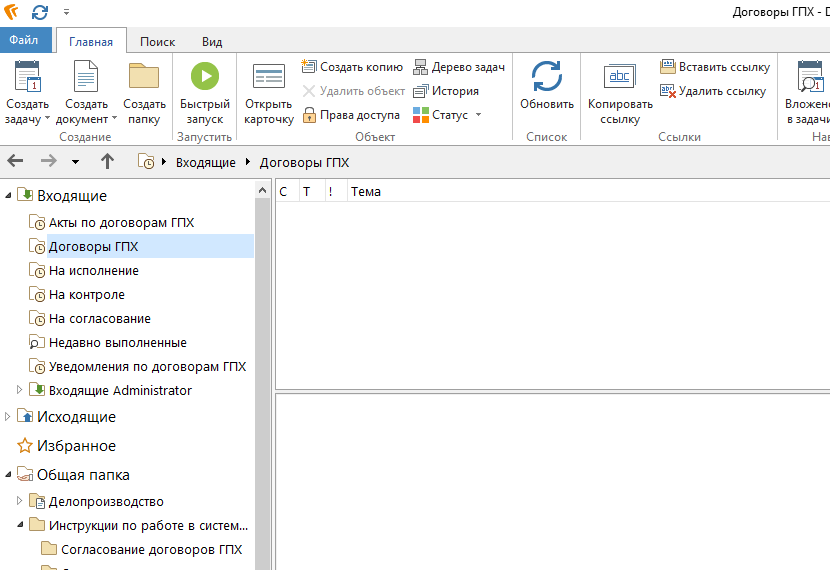 Договоры ГПХ - D
Файл
Главная
Поиск
Вид
Создать задачу
Создать документ
Создать папку
Создание
Быстрый запуск
Запустить
Открыть карточку
Создать копию
Удалить объект
Права доступа
Дерево задач
История
Статус
Объект
Обновить
Список
Копировать ссылку
Вставить ссылку
Удалить ссылку
Ссылки
Вложено
в задачи
Нав
Входящие
Договоры ГПХ
Входящие
Акты по договорам ГПХ
Договоры ГПХ
На исполнение
На контроле
На согласование
Недавно выполненные
Уведомления по договорам ГПХ
Входящие Administrator
Исходящие
Избранное
Общая папка
Делопроизводство
Инструкции по работе в систем...
Согласование договоров ГПХ
С Т ! Тема